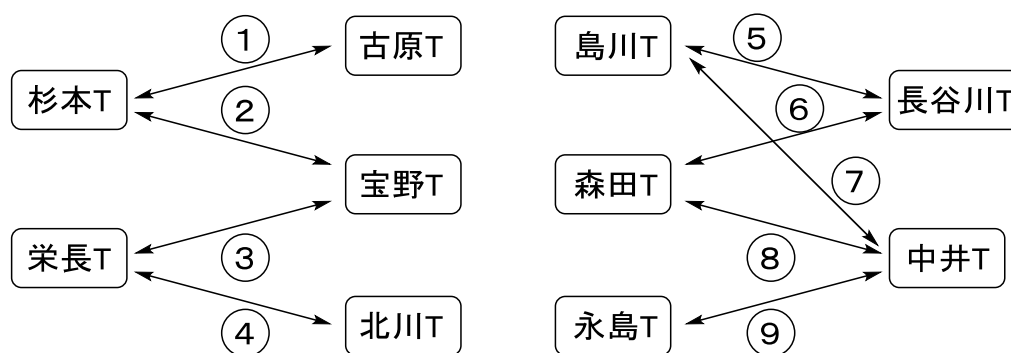 ① 古原T 島川T ⑤
杉本T ② ⑥ 長谷川T
宝野T 森田T ⑦
栄長T ③ ⑧ 中井T
④ 北川T 永島T ⑨